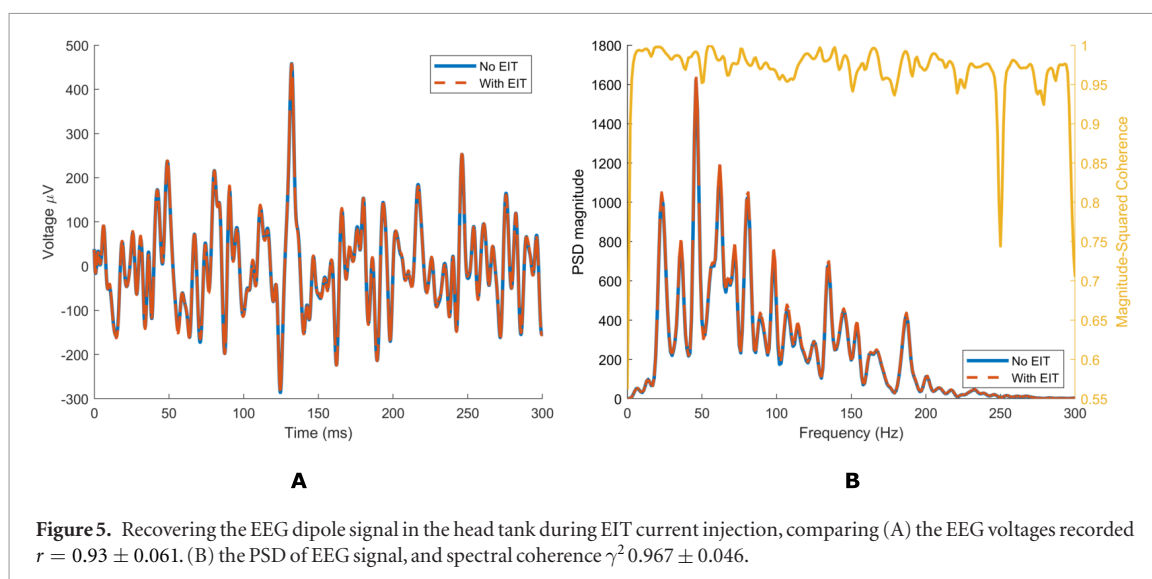 500
400
300
200
100
0
-100
-200
-300
Voltage μV
0 50 100 150 200 250 300
Time (ms)
No EIT
With EIT
A
1800
1600
1400
1200
1000
800
600
400
200
0
PSD magnitude
0 50 100 150 200 250 300
Frequency (Hz)
No EIT
With EIT
1
0.95
0.9
0.85
0.8
0.75
0.7
0.65
0.6
0.55
Magnitude-Squared Coherence
B
Figure 5. Recovering the EEG dipole signal in the head tank during EIT current injection, comparing (A) the EEG voltages recorded
r = 0.93 ± 0.061. (B) the PSD of EEG signal, and spectral coherence γ² 0.967 ± 0.046.